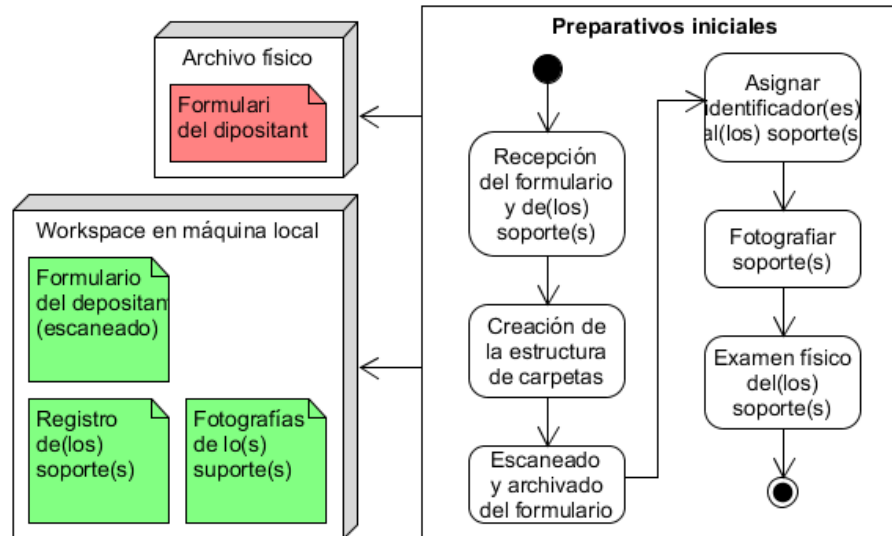 Archivo físico
Formulari
del dipositant
Workspace en máquina local
Formulario
del depositan
(escaneado)
Registro
de(los)
soporte(s)
Fotografías
de lo(s)
suporte(s)
Preparativos iniciales
Recepción
del formulario
y de(los)
soporte(s)
Creación de
la estructura
de carpetas
Escaneado
y archivado
del formulario
Asignar
identificador(es)
al(los) soporte(s
Fotografiar
soporte(s)
Examen físico
del(los)
soporte(s)